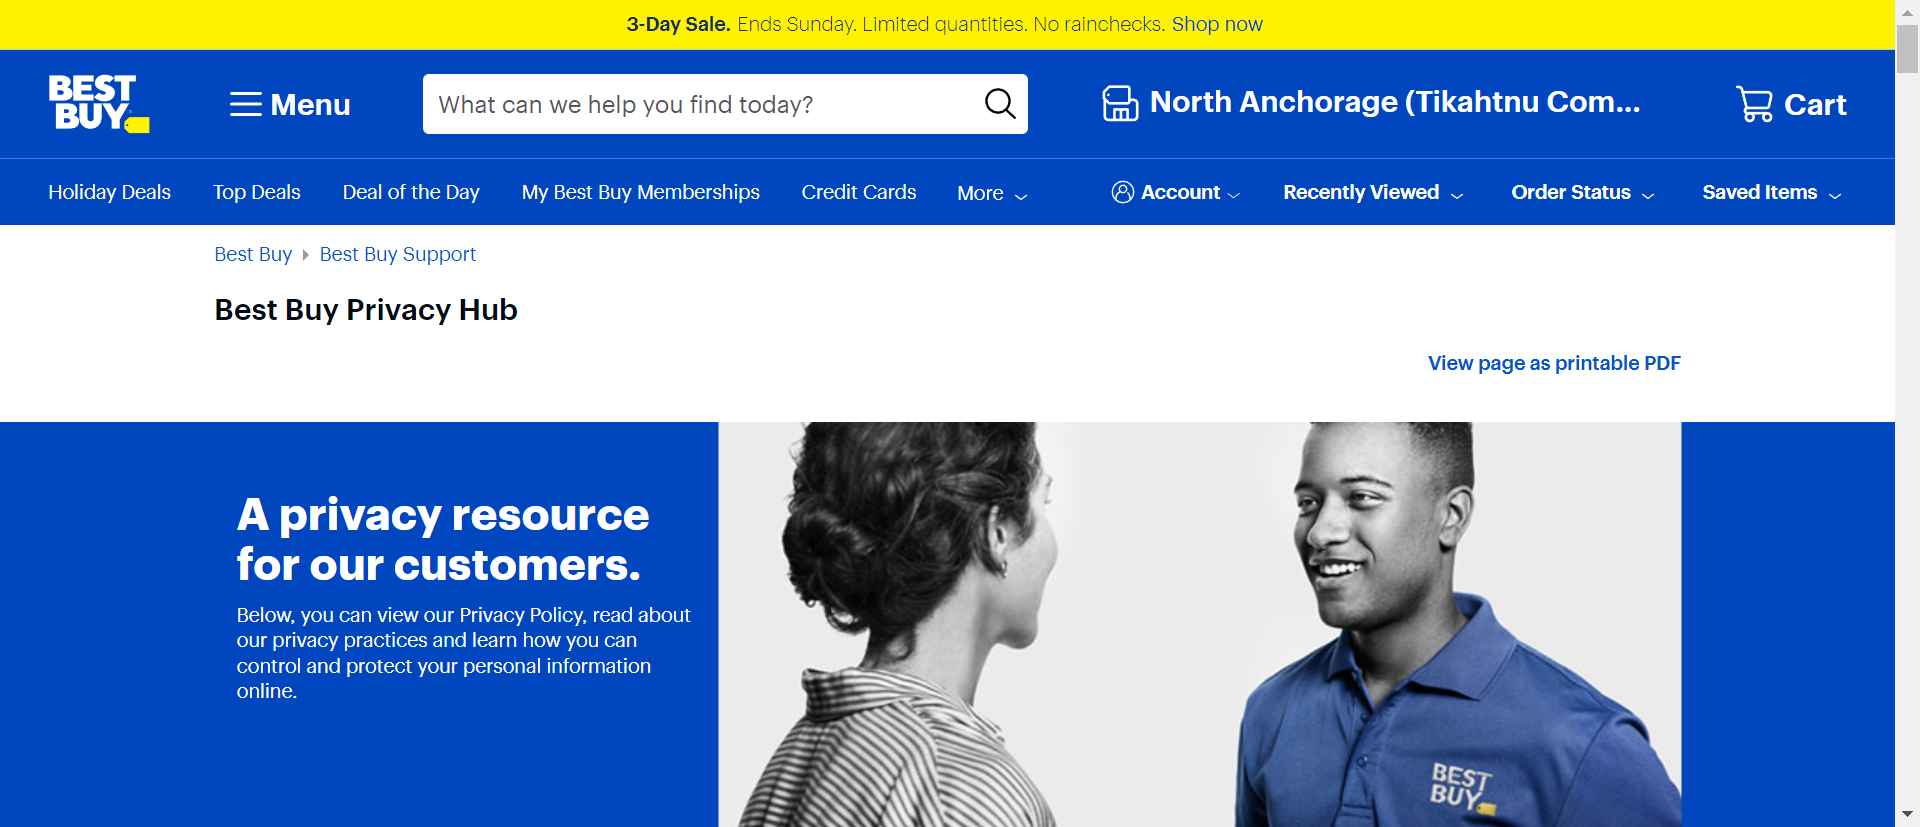 3-Day Sale. Ends Sunday. Limited quantities. No rainchecks. Shop now
BEST
BUY
Menu
What can we help you find today?
North Anchorage (Tikahtnu Com...
Cart
Holiday Deals
Top Deals
Deal of the Day
My Best Buy Memberships
Credit Cards
More
Account
Recently Viewed
Order Status
Saved Items
Best Buy
Best Buy Support
Best Buy Privacy Hub
View page as printable PDF
A privacy resource
for our customers.
Below, you can view our Privacy Policy, read about
our privacy practices and learn how you can
control and protect your personal information
online.
BEST
BUY